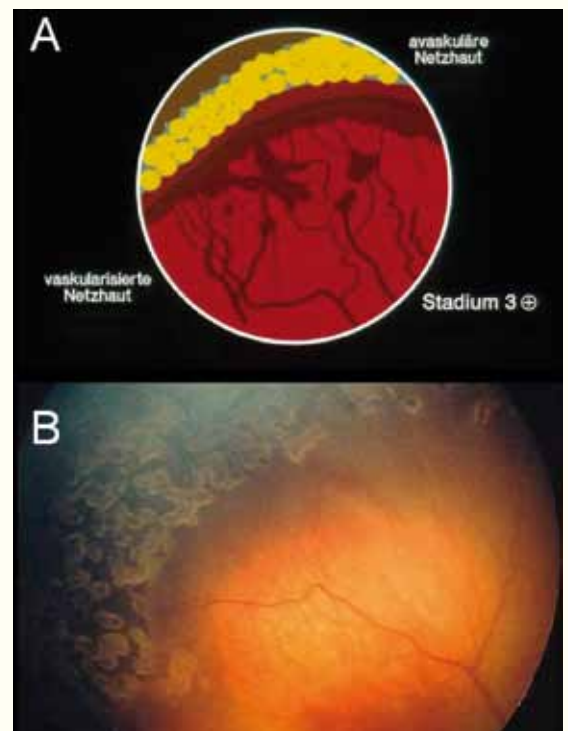 A
avaskuläre
Netzhaut
vaskularisierte
Netzhaut
Stadium 3 ⊕
B